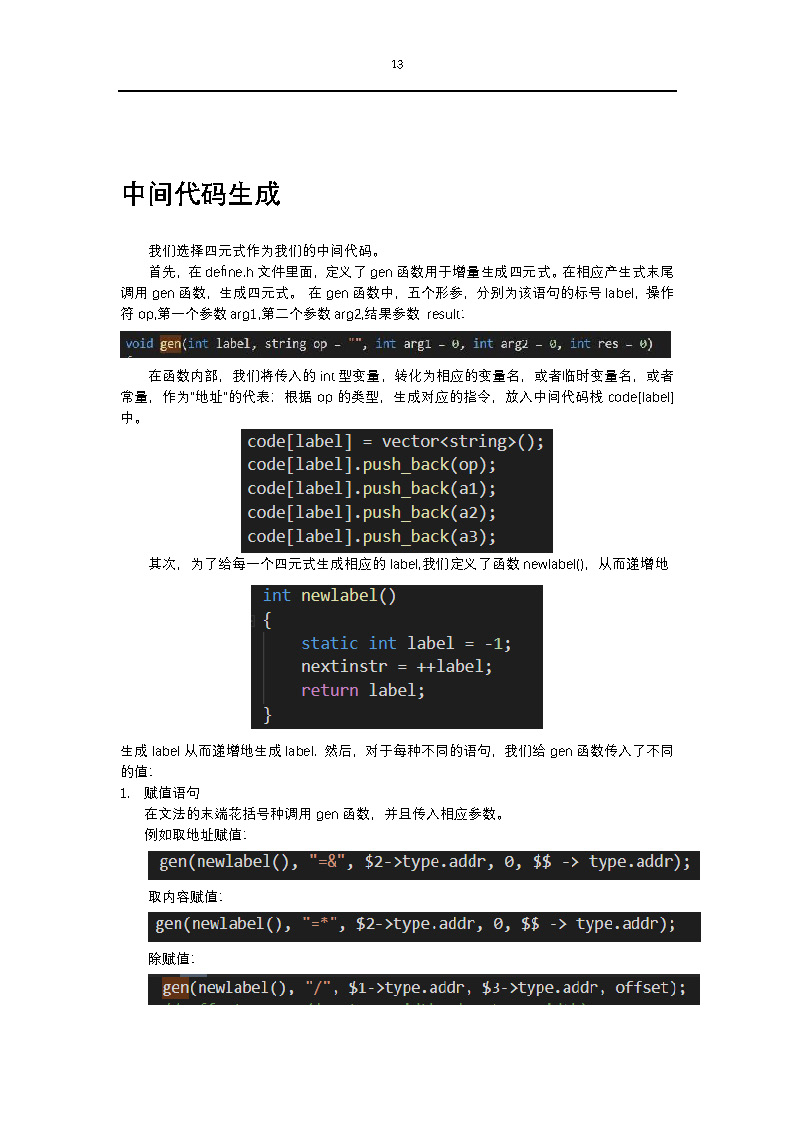 13
中间代码生成
我们选择四元式作为我们的中间代码。
首先，在 define.h 文件里面，定义了 gen 函数用于增量生成四元式。在相应产生式末尾
调用 gen 函数，生成四元式。 在 gen 函数中，五个形参，分别为该语句的标号 label，操作
符 op,第一个参数 arg1,第二个参数 arg2,结果参数 result：
void gen(int label, string op = "", int arg1 = 0, int arg2 = 0, int res = 0)
在函数内部，我们将传入的 int 型变量，转化为相应的变量名，或者临时变量名，或者
常量，作为“地址”的代表；根据 op 的类型，生成对应的指令，放入中间代码栈 code[label]
中。
code[label] = vector<string>();
code[label].push_back(op);
code[label].push_back(a1);
code[label].push_back(a2);
code[label].push_back(a3);
其次，为了给每一个四元式生成相应的 label,我们定义了函数 newlabel()，从而递增地
int newlabel()
{
static int label = -1;
nextinstr = ++label;
return label;
}
生成 label 从而递增地生成 label. 然后，对于每种不同的语句，我们给 gen 函数传入了不同
的值：
1. 赋值语句
在文法的末端花括号种调用 gen 函数，并且传入相应参数。
例如取地址赋值：
gen(newlabel(), "=&", $2->type.addr, 0, $$ -> type.addr);
取内容赋值：
gen(newlabel(), "=*", $2->type.addr, 0, $$ -> type.addr);
除赋值：
gen(newlabel(), "/", $1->type.addr, $3->type.addr, offset);